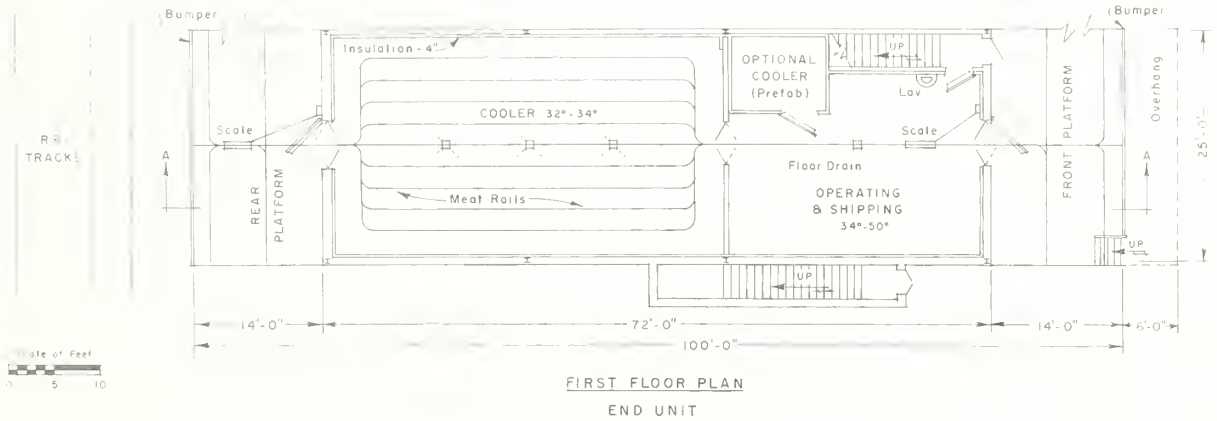 Bumper
(Bumper
Insulation - 4"
UP
OPTIONAL
COOLER
(Prefab)
Lav
Overhang
COOLER 32°-34°
Scale
Scale
FRONT PLATFORM
25'-0"
TRACKS
A
A
Floor Drain
REAR
PLATFORM
Meat Rails
OPERATING
& SHIPPING
34°-50°
UP
UP
14'-0"
72'-0"
14'-0"
6'-0"
100'-0"
Scale of Feet
0 5 10
FIRST FLOOR PLAN
END UNIT